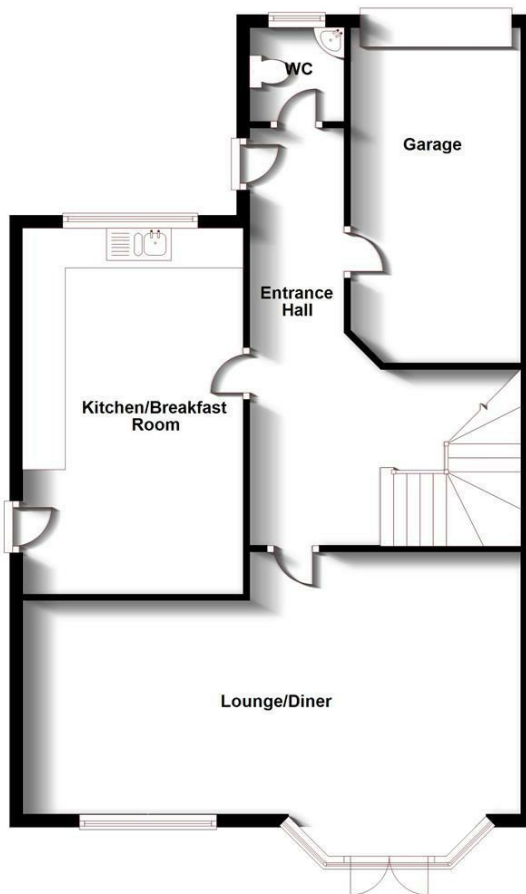 WC
Garage
Entrance
Hall
Kitchen/Breakfast
Room
Lounge/Diner